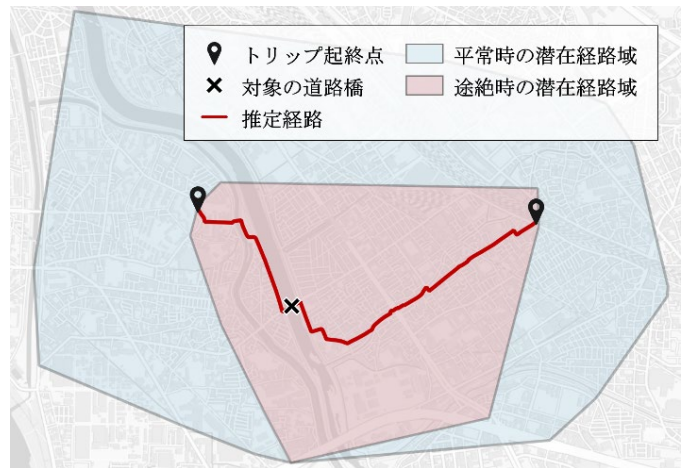 トリップ起終点
対象の道路橋
推定経路
平常時の潜在経路域
途絶時の潜在経路域